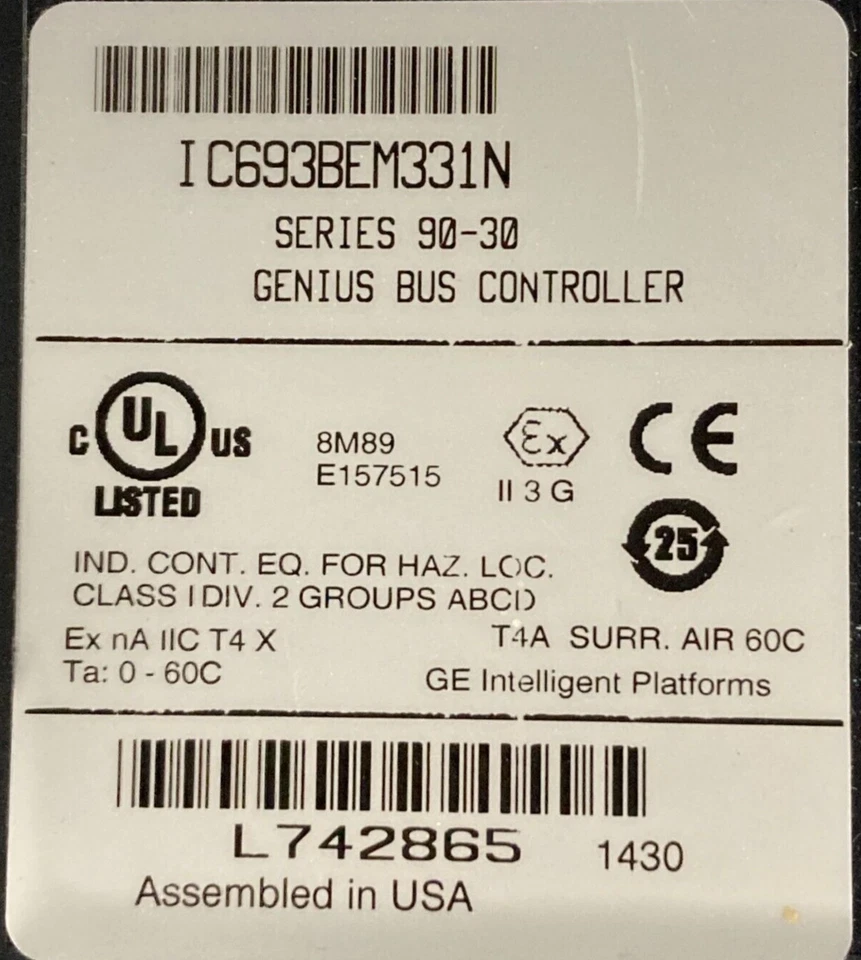 IC693BEM331N
SERIES 90-30
GENIUS BUS CONTROLLER
C UL US
LISTED
8M89
E157515
Ex
II 3 G
CE
25
IND. CONT. EQ. FOR HAZ. LOC.
CLASS I DIV. 2 GROUPS ABCD
Ex nA IIC T4 X
T4A SURR. AIR 60C
Ta: 0 - 60C
GE Intelligent Platforms
L742865 1430
Assembled in USA